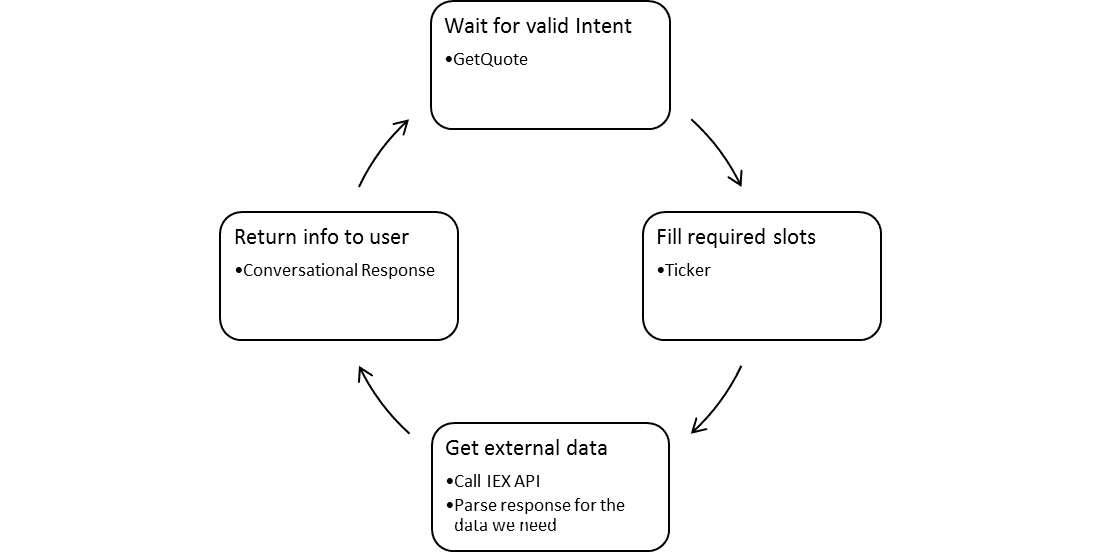 Wait for valid Intent
•GetQuote
Return info to user
•Conversational Response
Fill required slots
•Ticker
Get external data
•Call IEX API
•Parse response for the
data we need